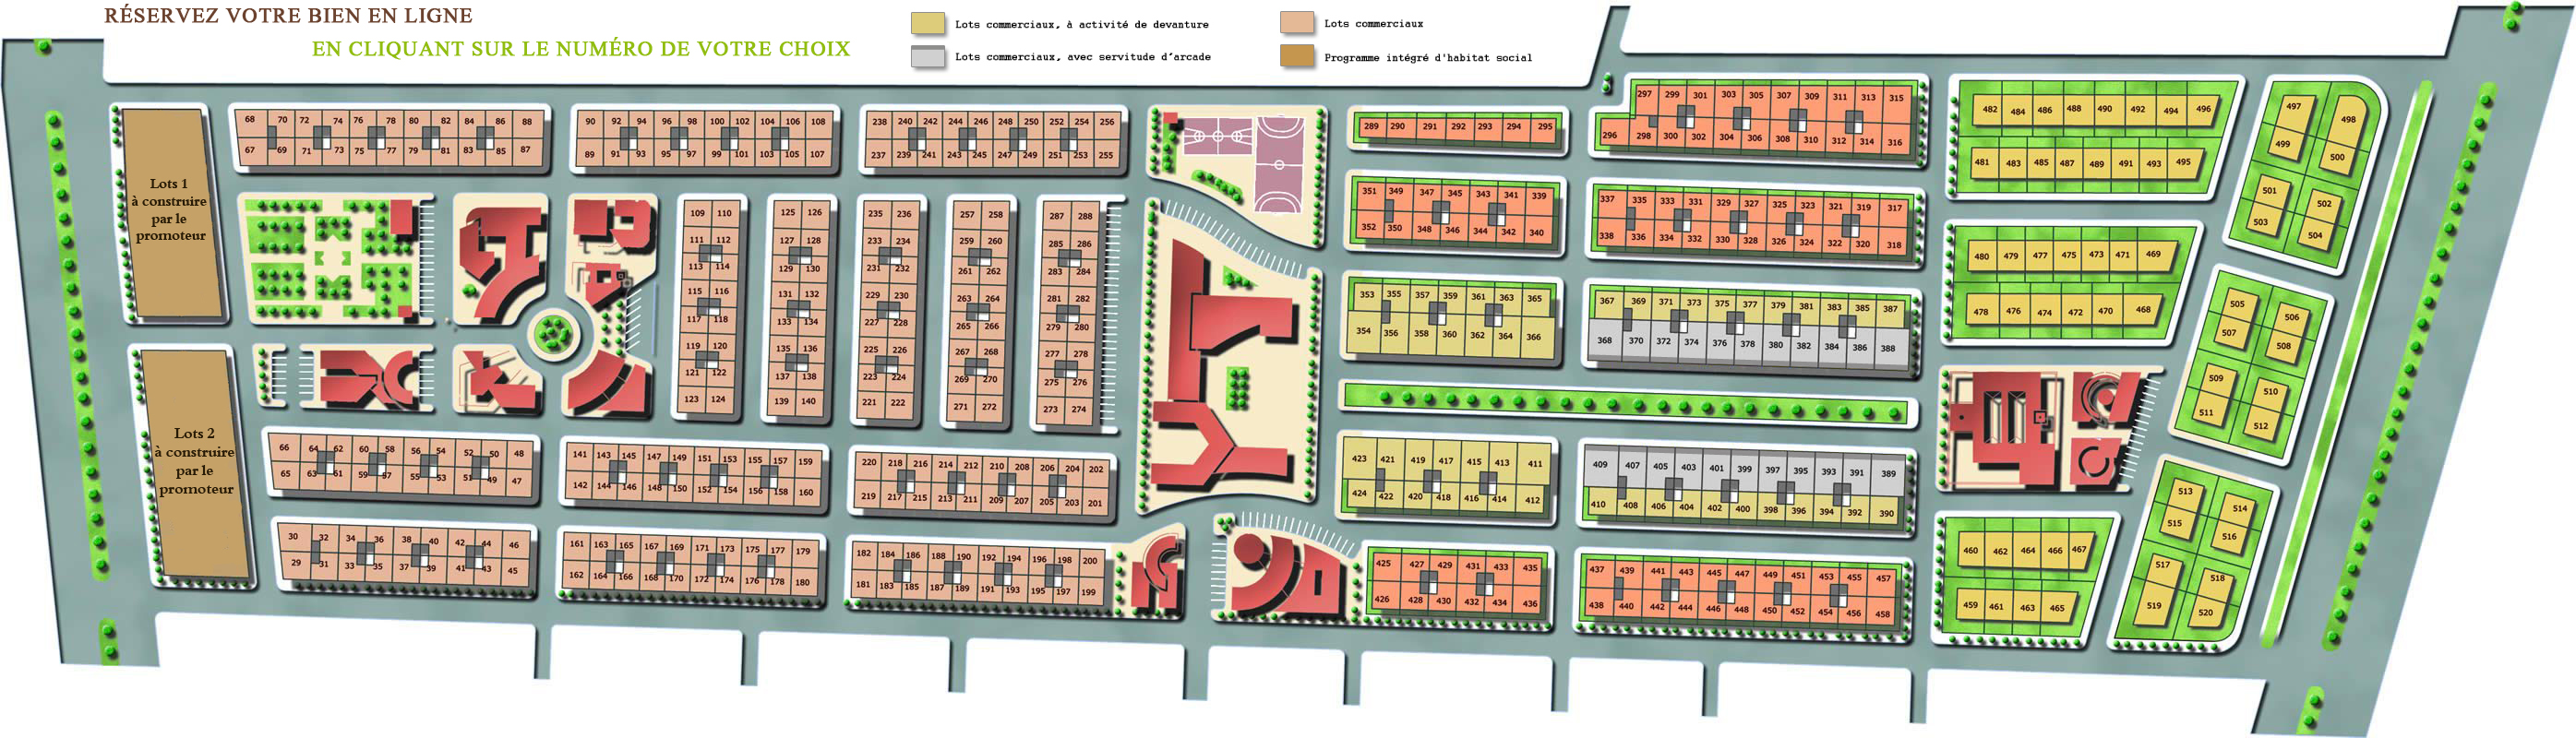 RÉSERVEZ VOTRE BIEN EN LIGNE
EN CLIQUANT SUR LE NUMÉRO DE VOTRE CHOIX
Lots commerciaux, à activité de devanture
Lots commerciaux
Lots commerciaux, avec servitude d'arcade
Programme intégré d'habitat social
Lots 1
à construire
par le
promoteur
Lots 2
à construire
par le
promoteur
68 70 72 74 76 78 80 82 84 86 88
67 69 71 73 75 77 79 81 83 85 87
90 92 94 96 98 100 102 104 106 108
89 91 93 95 97 99 101 103 105 107
238 240 242 244 246 248 250 252 254 256
237 239 241 243 245 247 249 251 253 255
109 110
111 112
113 114
115 116
117 118
119 120
121 122
123 124
125 126
127 128
129 130
131 132
133 134
135 136
137 138
139 140
235 236
233 234
231 232
229 230
227 228
225 226
223 224
221 222
257 258
259 260
261 262
263 264
265 266
267 268
269 270
271 272
287 288
285 286
283 284
281 282
279 280
277 278
275 276
273 274
66 64 62 60 58 56 54 52 50 48
65 63 61 59 57 55 53 51 49 47
141 143 145 147 149 151 153 155 157 159
142 144 146 148 150 152 154 156 158 160
220 218 216 214 212 210 208 206 204 202
219 217 215 213 211 209 207 205 203 201
30 32 34 36 38 40 42 44 46
29 31 33 35 37 39 41 43 45
161 163 165 167 169 171 173 175 177 179
162 164 166 168 170 172 174 176 178 180
182 184 186 188 190 192 194 196 198 200
181 183 185 187 189 191 193 195 197 199
289 290 291 292 293 294 295
297 299 301 303 305 307 309 311 313 315
296 298 300 302 304 306 308 310 312 314 316
351 349 347 345 343 341 339
352 350 348 346 344 342 340
337 335 333 331 329 327 325 323 321 319 317
338 336 334 332 330 328 326 324 322 320 318
353 355 357 359 361 363 365
354 356 358 360 362 364 366
367 369 371 373 375 377 379 381 383 385 387
368 370 372 374 376 378 380 382 384 386 388
423 421 419 417 415 413 411
424 422 420 418 416 414 412
409 407 405 403 401 399 397 395 393 391 389
410 408 406 404 402 400 398 396 394 392 390
425 427 429 431 433 435
426 428 430 432 434 436
437 439 441 443 445 447 449 451 453 455 457
438 440 442 444 446 448 450 452 454 456 458
482 484 486 488 490 492 494 496
481 483 485 487 489 491 493 495
480 479 477 475 473 471 469
478 476 474 472 470 468
460 462 464 466 467
459 461 463 465
497 498
499 500
501 502
503 504
505 506
507 508
509 510
511 512
513 514
515 516
517 518
519 520